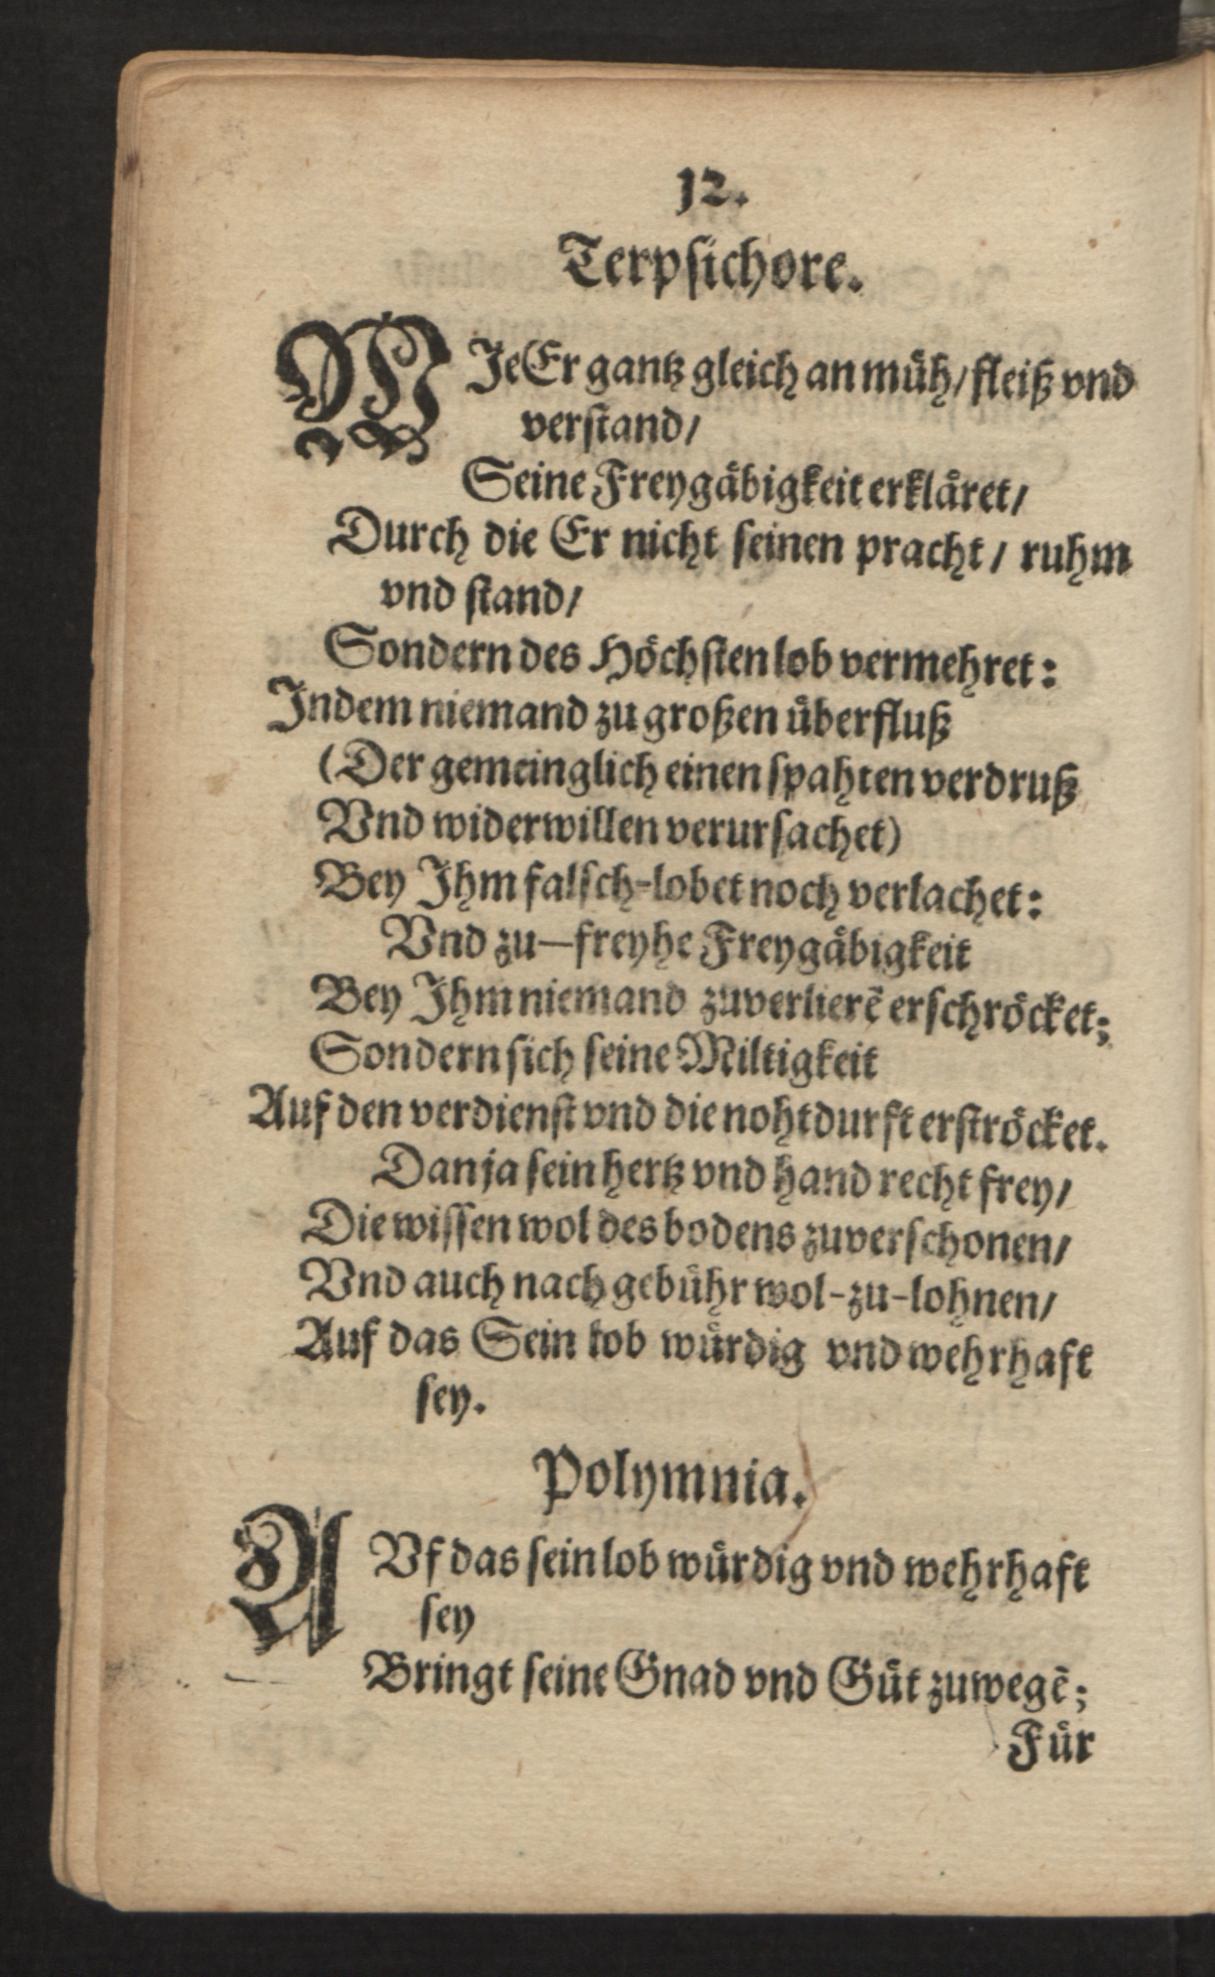 12.
Terpsichore.
WJe Er gantz gleich an müh/ fleiß vnd
verstand/
Seine Freygäbigkeit erkläret/
Durch die Er nicht seinen pracht/ ruhm
vnd stand/
Sondern des Höchsten lob vermehret:
Jndem niemand zu großen überfluß
(Der gemeinglich einen spahten verdruß
Vnd widerwillen verursachet)
Bey Jhm falsch-lobet noch verlachet:
Vnd zu-freyhe Freygäbigkeit
Bey Jhm niemand zuverlierẽ erschröcket;
Sondern sich seine Miltigkeit
Auf den verdienst vnd die nohtdurft erströcket.
Dan ja sein hertz vnd hand recht frey/
Die wissen wol des bodens zuverschonen/
Vnd auch nach gebühr wol-zu-lohnen/
Auf das Sein lob würdig vnd wehrhaft
sey.
Polymnia.
AVf das sein lob würdig vnd wehrhaft
sey
Bringt seine Gnad vnd Güt zuwegẽ;
Für